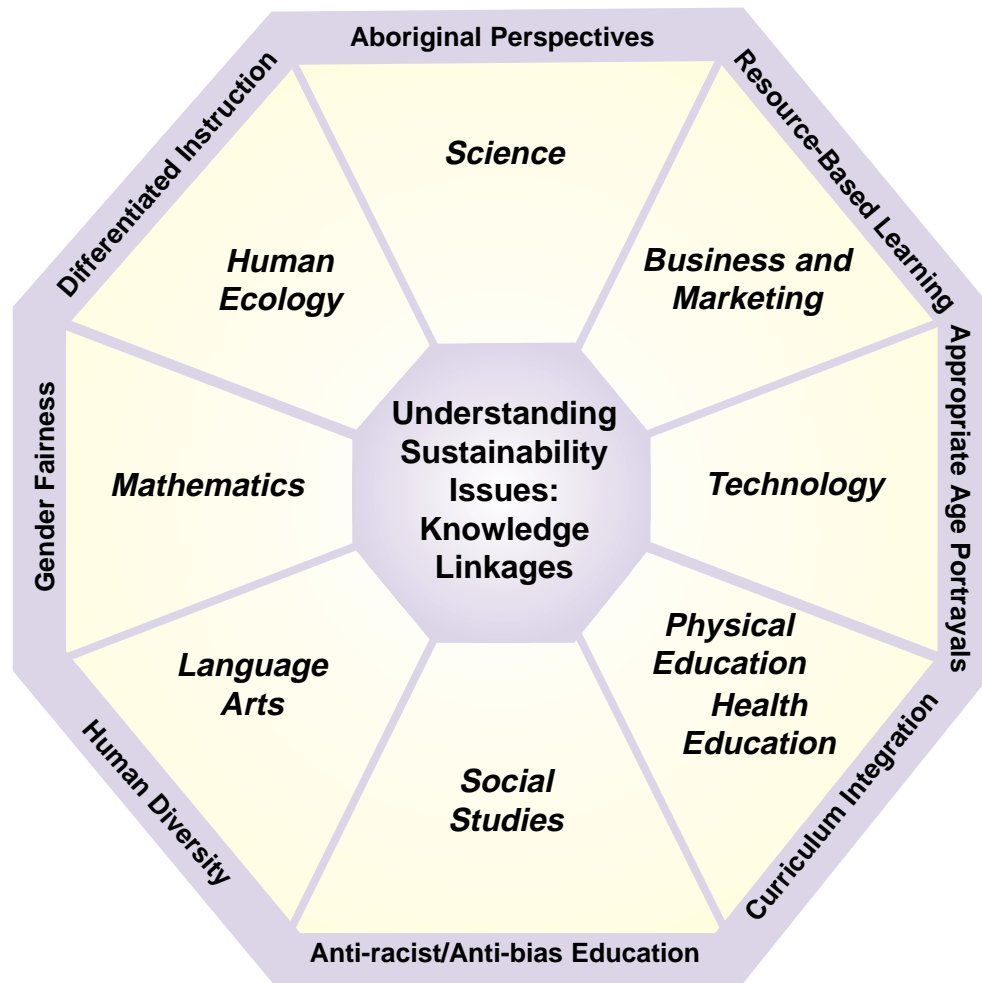 Aboriginal Perspectives
Resource-Based Learning
Appropriate Age Portrayals
Curriculum Integration
Anti-racist/Anti-bias Education
Human Diversity
Gender Fairness
Differentiated Instruction
Science
Business and
Marketing
Technology
Physical
Education
Health
Education
Social
Studies
Language
Arts
Mathematics
Human
Ecology
Understanding
Sustainability
Issues:
Knowledge
Linkages